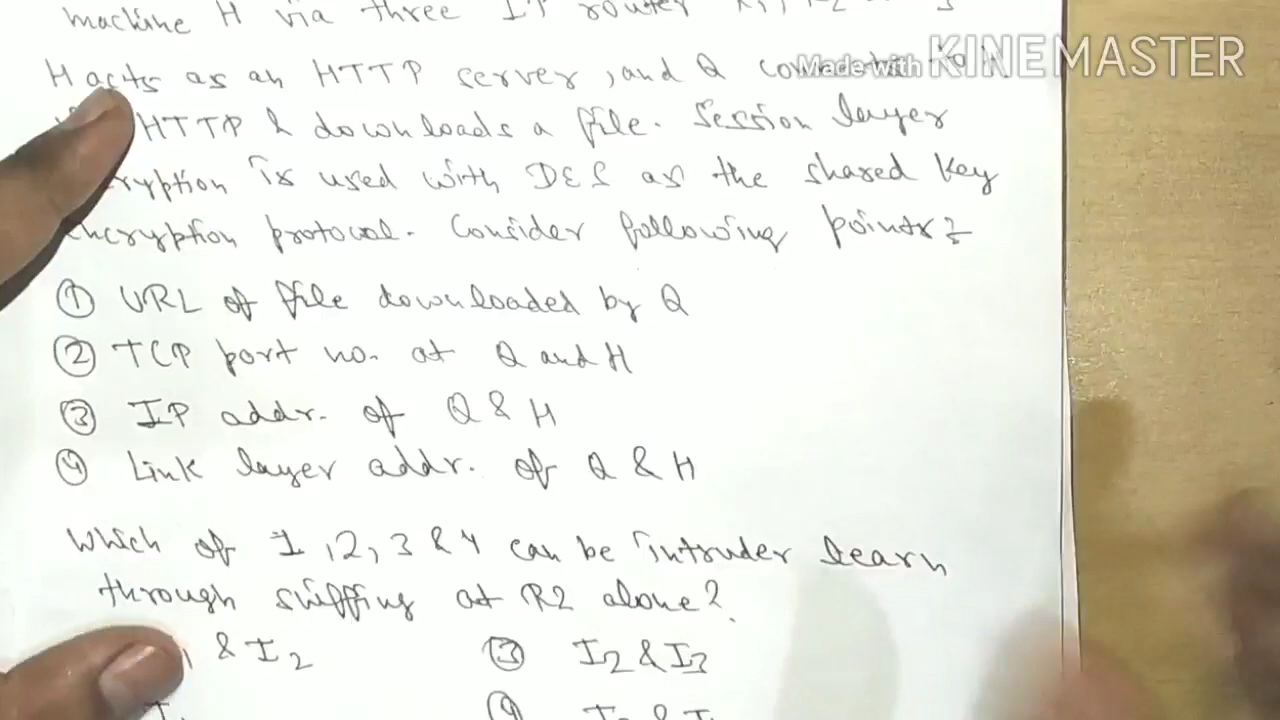 machine H via three IP router
H acts as an HTTP server, and Q
Made with KINEMASTER
HTTP & downloads a file. Session layer
ryption is used with DES as the shared key
encryption protocol. Consider following points:
① URL of file downloaded by Q
② TCP port no. at Q and H
③ IP addr. of Q & H
④ Link layer addr. of Q & H
Which of 1, 2, 3 & 4 can be intruder learn
through sniffing at R2 alone?
& I2
③ I2 & I3
④